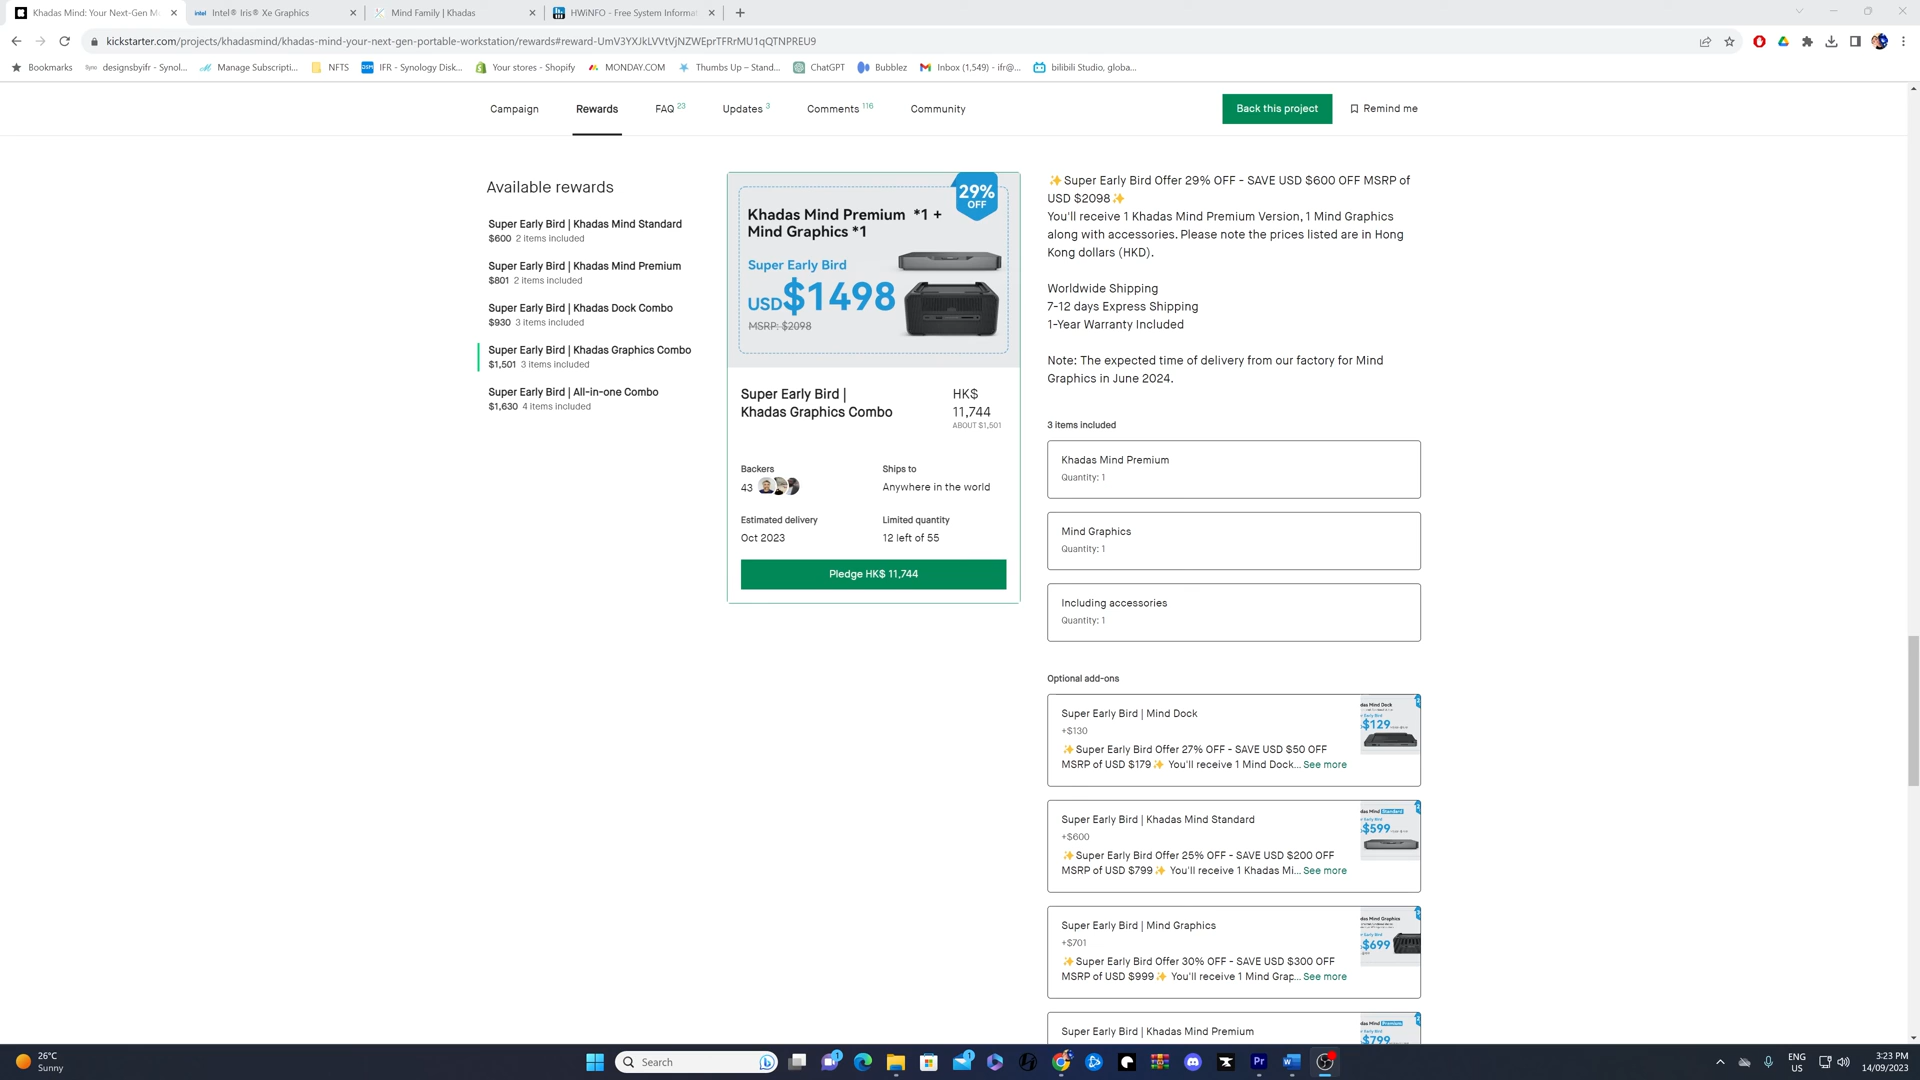 Khadas Mind: Your Next-Gen M
Intel® Iris® Xe Graphics
Mind Family | Khadas
HWiNFO - Free System Informat
kickstarter.com/projects/khadasmind/khadas-mind-your-next-gen-portable-workstation/rewards#reward-UmV3YXJkLVVtVjNZWEprTFRrMU1qQTNPREU9
Bookmarks
designsbyifr - Synol...
Manage Subscripti...
NFTS
DSM
IFR - Synology Disk...
Your stores - Shopify
MONDAY.COM
Thumbs Up – Stand...
ChatGPT
Bubblez
Inbox (1,549) - ifr@...
bilibili Studio, globa...
Campaign
Rewards
FAQ 23
Updates 3
Comments 116
Community
Back this project
Remind me
Available rewards
Super Early Bird | Khadas Mind Standard
$600 2 items included
Super Early Bird | Khadas Mind Premium
$801 2 items included
Super Early Bird | Khadas Dock Combo
$930 3 items included
Super Early Bird | Khadas Graphics Combo
$1,501 3 items included
Super Early Bird | All-in-one Combo
$1,630 4 items included
29%
OFF
Khadas Mind Premium *1 +
Mind Graphics *1
Super Early Bird
USD$1498
MSRP: $2098
Super Early Bird |
Khadas Graphics Combo
HK$
11,744
ABOUT $1,501
Backers
43
Ships to
Anywhere in the world
Estimated delivery
Oct 2023
Limited quantity
12 left of 55
Pledge HK$ 11,744
✨Super Early Bird Offer 29% OFF - SAVE USD $600 OFF MSRP of
USD $2098✨
You'll receive 1 Khadas Mind Premium Version, 1 Mind Graphics
along with accessories. Please note the prices listed are in Hong
Kong dollars (HKD).
Worldwide Shipping
7-12 days Express Shipping
1-Year Warranty Included
Note: The expected time of delivery from our factory for Mind
Graphics in June 2024.
3 items included
Khadas Mind Premium
Quantity: 1
Mind Graphics
Quantity: 1
Including accessories
Quantity: 1
Optional add-ons
Super Early Bird | Mind Dock
+$130
✨Super Early Bird Offer 27% OFF - SAVE USD $50 OFF
MSRP of USD $179✨ You'll receive 1 Mind Dock... See more
$129
Super Early Bird | Khadas Mind Standard
+$600
✨Super Early Bird Offer 25% OFF - SAVE USD $200 OFF
MSRP of USD $799✨ You'll receive 1 Khadas Mi... See more
$599
Super Early Bird | Mind Graphics
+$701
✨Super Early Bird Offer 30% OFF - SAVE USD $300 OFF
MSRP of USD $999✨ You'll receive 1 Mind Grap... See more
$699
Super Early Bird | Khadas Mind Premium
$799
26°C
Sunny
Search
ENG
US
3:23 PM
14/09/2023